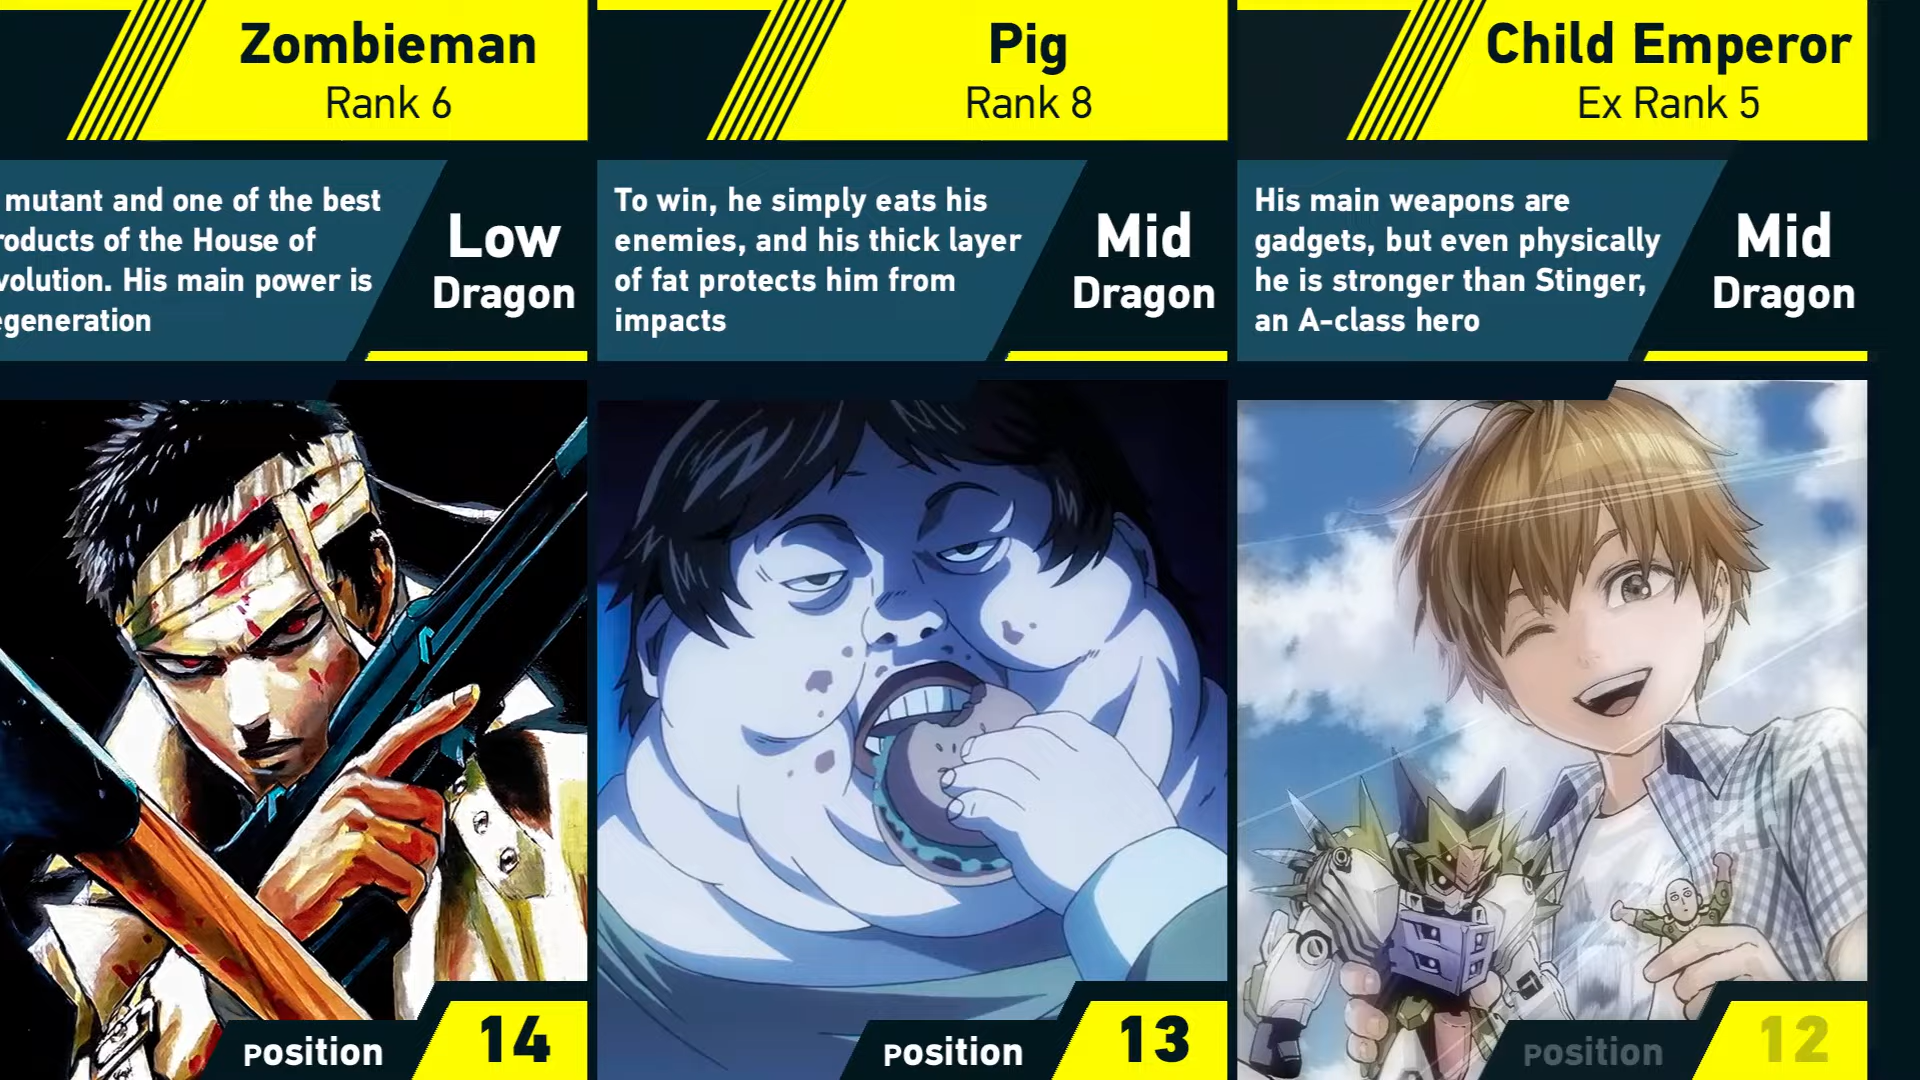 Zombieman
Rank 6
mutant and one of the best
roducts of the House of
volution. His main power is
egeneration
Low
Dragon
position
14
Pig
Rank 8
To win, he simply eats his
enemies, and his thick layer
of fat protects him from
impacts
Mid
Dragon
position
13
Child Emperor
Ex Rank 5
His main weapons are
gadgets, but even physically
he is stronger than Stinger,
an A-class hero
Mid
Dragon
position
12